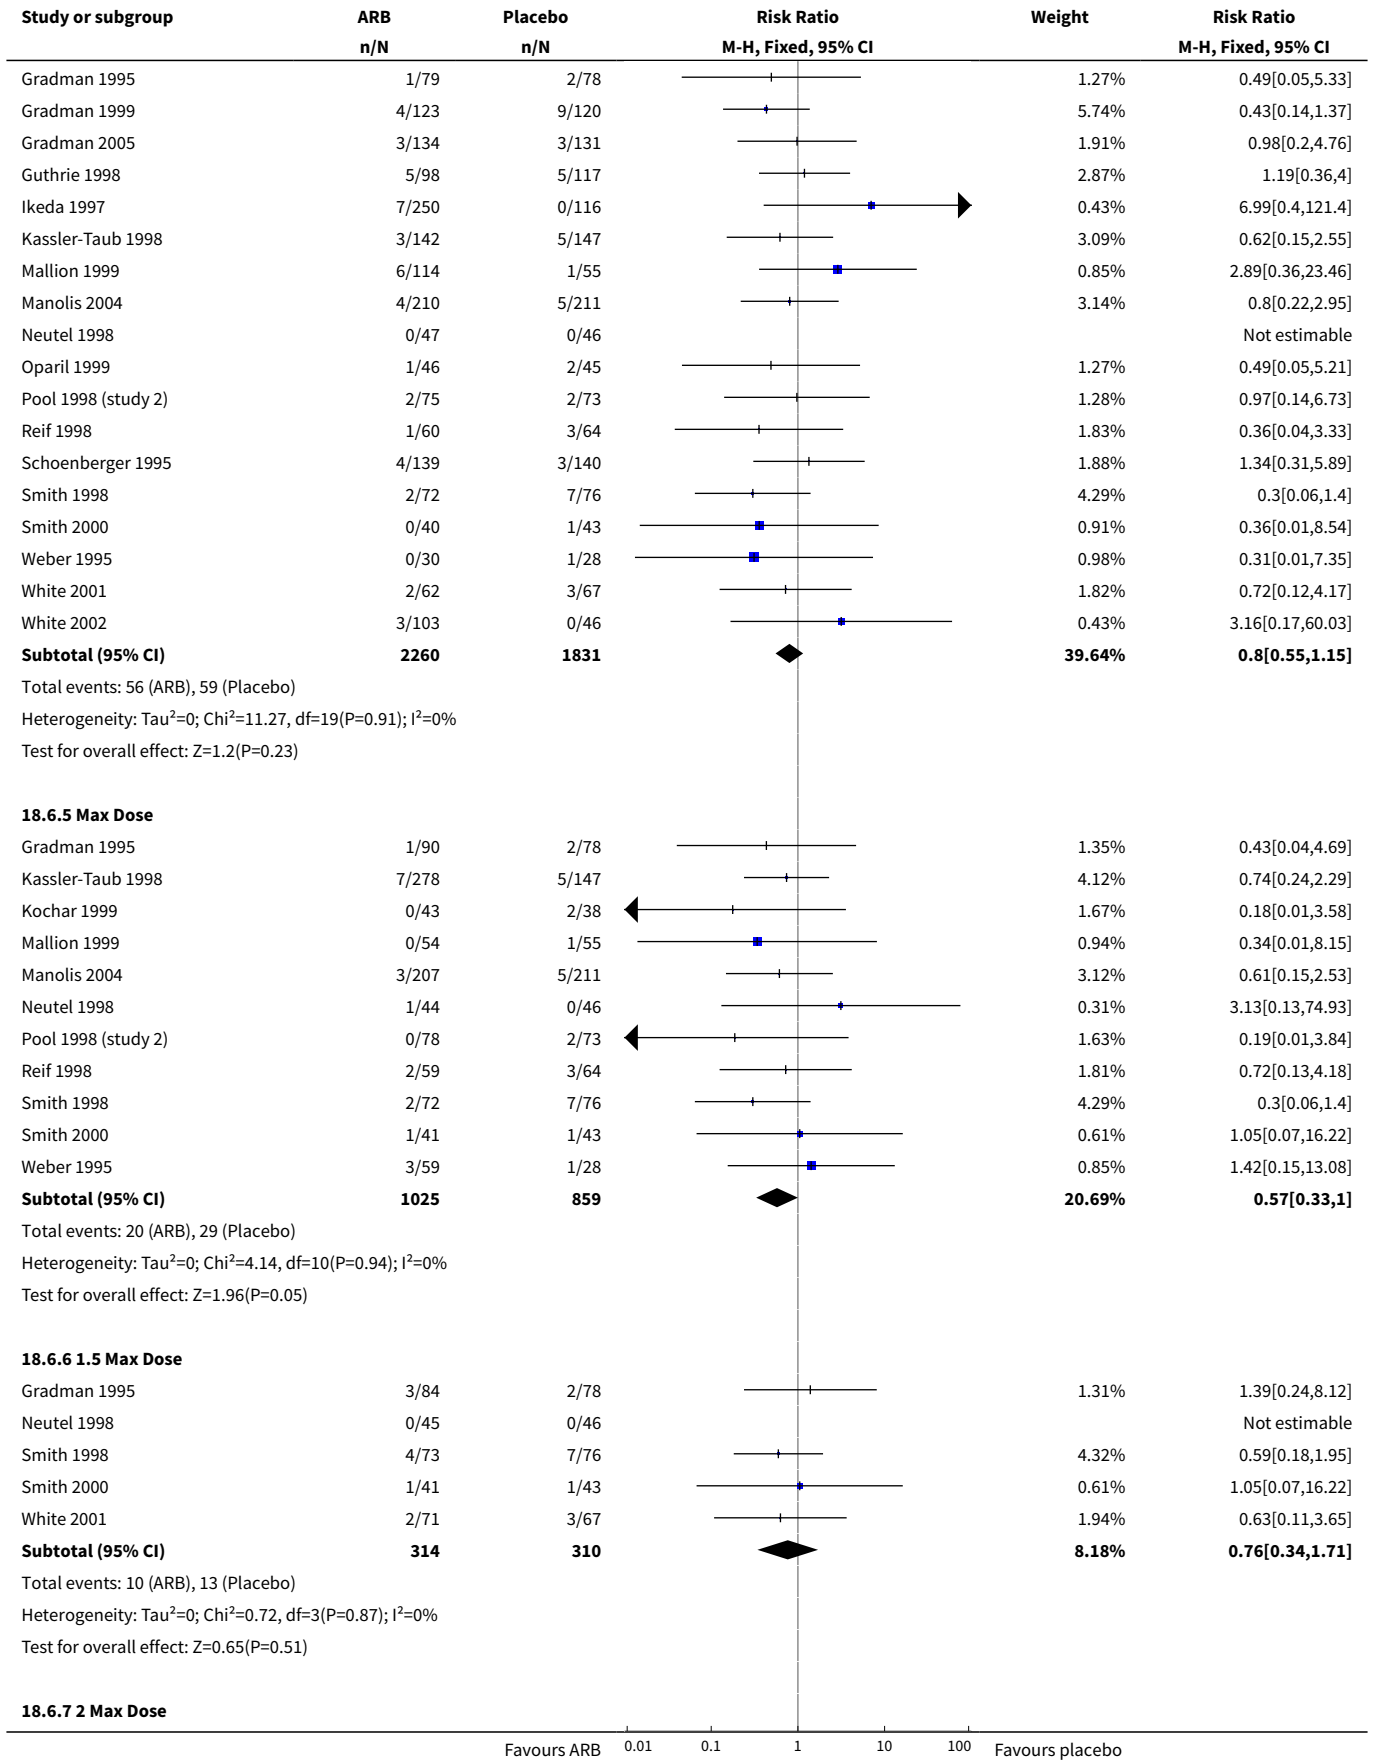 Study or subgroup ARB Placebo Risk Ratio Weight Risk Ratio
n/N n/N M-H, Fixed, 95% CI M-H, Fixed, 95% CI
Gradman 1995 1/79 2/78 1.27% 0.49[0.05,5.33]
Gradman 1999 4/123 9/120 5.74% 0.43[0.14,1.37]
Gradman 2005 3/134 3/131 1.91% 0.98[0.2,4.76]
Guthrie 1998 5/98 5/117 2.87% 1.19[0.36,4]
Ikeda 1997 7/250 0/116 0.43% 6.99[0.4,121.4]
Kassler-Taub 1998 3/142 5/147 3.09% 0.62[0.15,2.55]
Mallion 1999 6/114 1/55 0.85% 2.89[0.36,23.46]
Manolis 2004 4/210 5/211 3.14% 0.8[0.22,2.95]
Neutel 1998 0/47 0/46 Not estimable
Oparil 1999 1/46 2/45 1.27% 0.49[0.05,5.21]
Pool 1998 (study 2) 2/75 2/73 1.28% 0.97[0.14,6.73]
Reif 1998 1/60 3/64 1.83% 0.36[0.04,3.33]
Schoenberger 1995 4/139 3/140 1.88% 1.34[0.31,5.89]
Smith 1998 2/72 7/76 4.29% 0.3[0.06,1.4]
Smith 2000 0/40 1/43 0.91% 0.36[0.01,8.54]
Weber 1995 0/30 1/28 0.98% 0.31[0.01,7.35]
White 2001 2/62 3/67 1.82% 0.72[0.12,4.17]
White 2002 3/103 0/46 0.43% 3.16[0.17,60.03]
Subtotal (95% CI) 2260 1831 39.64% 0.8[0.55,1.15]
Total events: 56 (ARB), 59 (Placebo)
Heterogeneity: Tau²=0; Chi²=11.27, df=19(P=0.91); I²=0%
Test for overall effect: Z=1.2(P=0.23)
18.6.5 Max Dose
Gradman 1995 1/90 2/78 1.35% 0.43[0.04,4.69]
Kassler-Taub 1998 7/278 5/147 4.12% 0.74[0.24,2.29]
Kochar 1999 0/43 2/38 1.67% 0.18[0.01,3.58]
Mallion 1999 0/54 1/55 0.94% 0.34[0.01,8.15]
Manolis 2004 3/207 5/211 3.12% 0.61[0.15,2.53]
Neutel 1998 1/44 0/46 0.31% 3.13[0.13,74.93]
Pool 1998 (study 2) 0/78 2/73 1.63% 0.19[0.01,3.84]
Reif 1998 2/59 3/64 1.81% 0.72[0.13,4.18]
Smith 1998 2/72 7/76 4.29% 0.3[0.06,1.4]
Smith 2000 1/41 1/43 0.61% 1.05[0.07,16.22]
Weber 1995 3/59 1/28 0.85% 1.42[0.15,13.08]
Subtotal (95% CI) 1025 859 20.69% 0.57[0.33,1]
Total events: 20 (ARB), 29 (Placebo)
Heterogeneity: Tau²=0; Chi²=4.14, df=10(P=0.94); I²=0%
Test for overall effect: Z=1.96(P=0.05)
18.6.6 1.5 Max Dose
Gradman 1995 3/84 2/78 1.31% 1.39[0.24,8.12]
Neutel 1998 0/45 0/46 Not estimable
Smith 1998 4/73 7/76 4.32% 0.59[0.18,1.95]
Smith 2000 1/41 1/43 0.61% 1.05[0.07,16.22]
White 2001 2/71 3/67 1.94% 0.63[0.11,3.65]
Subtotal (95% CI) 314 310 8.18% 0.76[0.34,1.71]
Total events: 10 (ARB), 13 (Placebo)
Heterogeneity: Tau²=0; Chi²=0.72, df=3(P=0.87); I²=0%
Test for overall effect: Z=0.65(P=0.51)
18.6.7 2 Max Dose
Favours ARB 0.01 0.1 1 10 100 Favours placebo